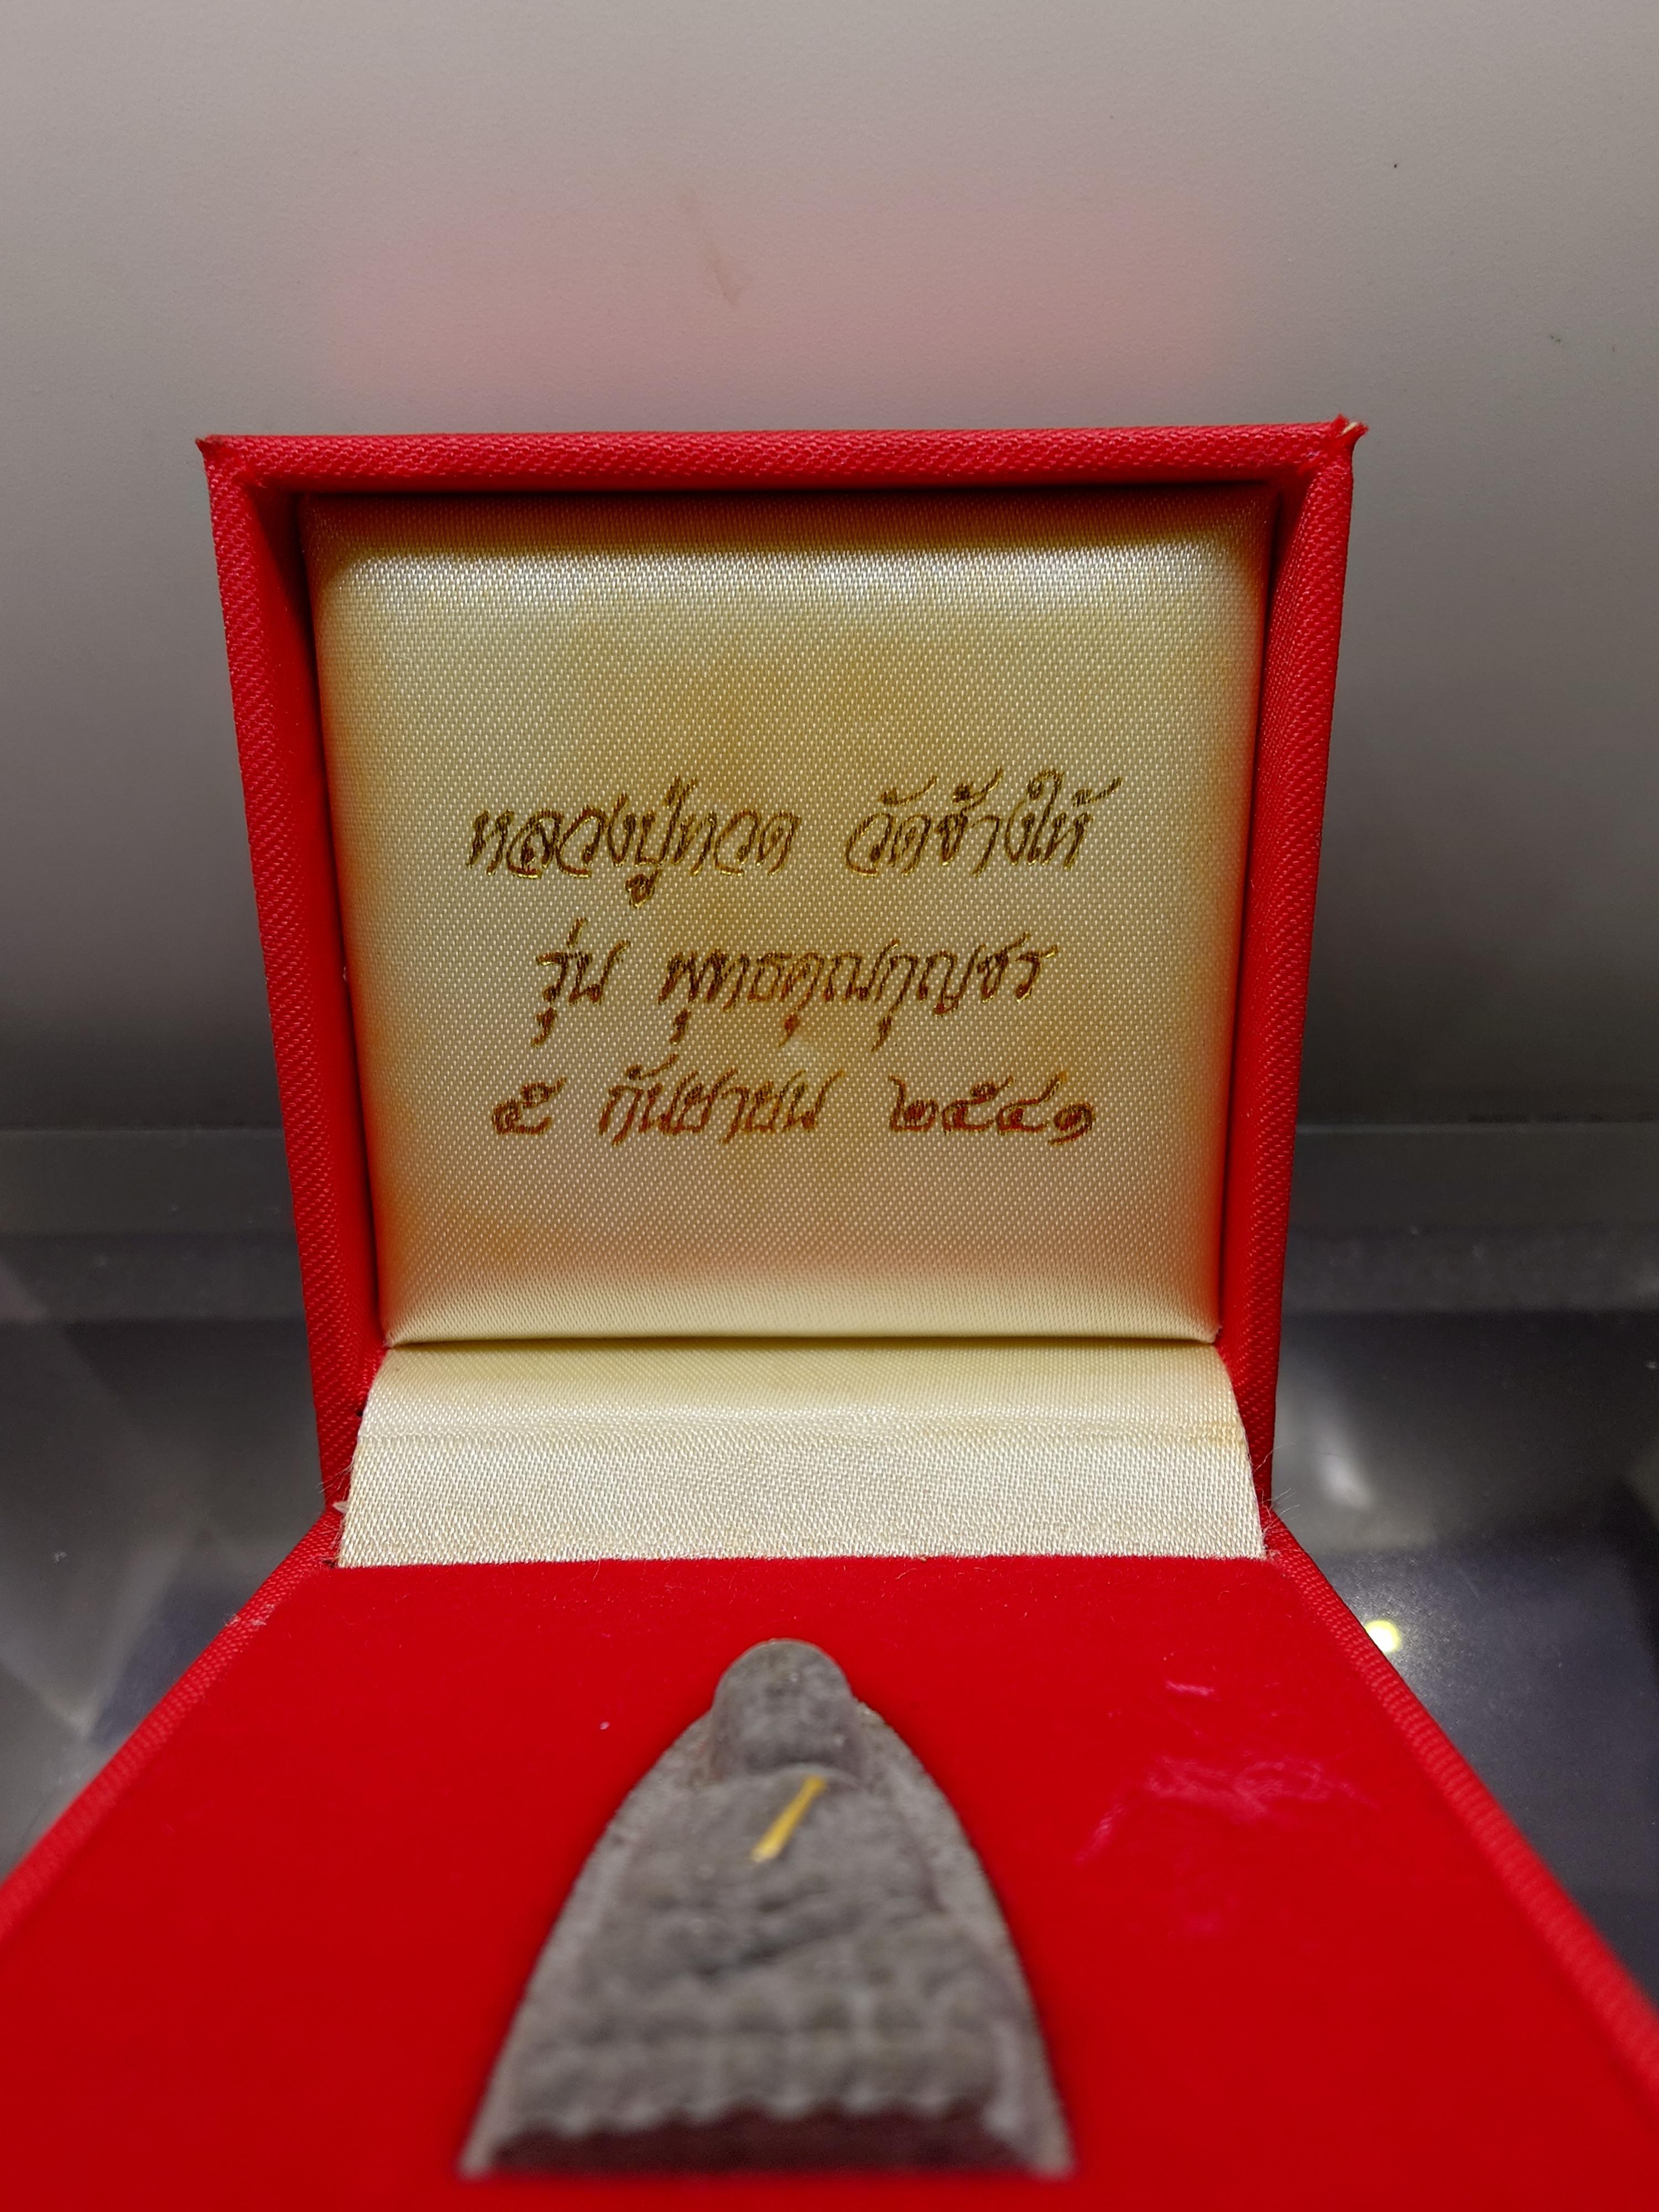 หลวงปู่ทวด วัดช้างให้
รุ่น พุทธคุณกุญชร
๕ กันยายน ๒๕๔๑